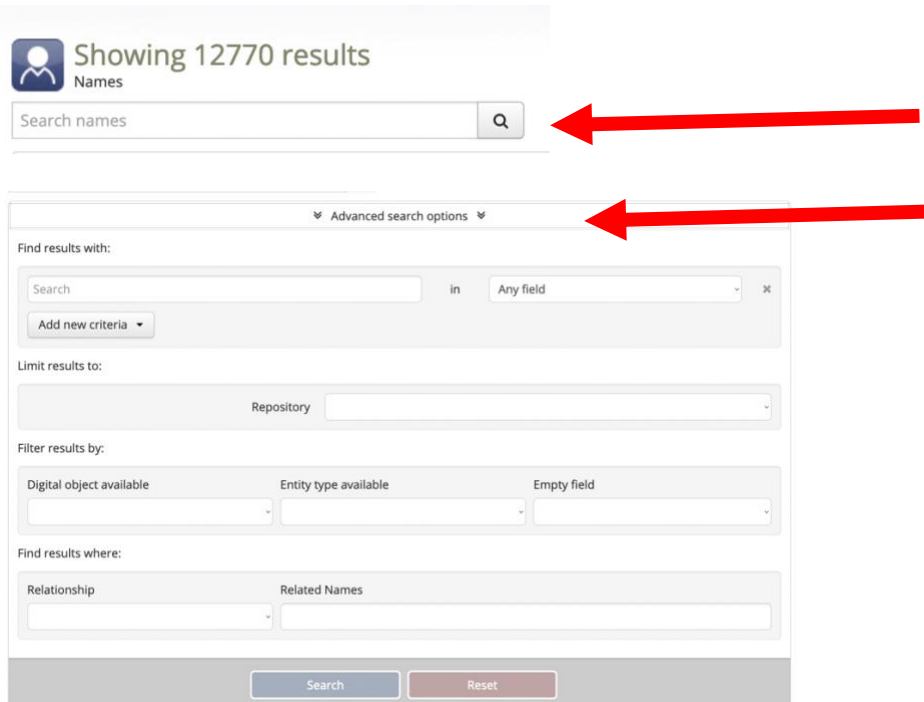 Showing 12770 results
Names
Search names
Advanced search options
Find results with:
Search in Any field
Add new criteria
Limit results to:
Repository
Filter results by:
Digital object available Entity type available Empty field
Find results where:
Relationship Related Names
Search Reset